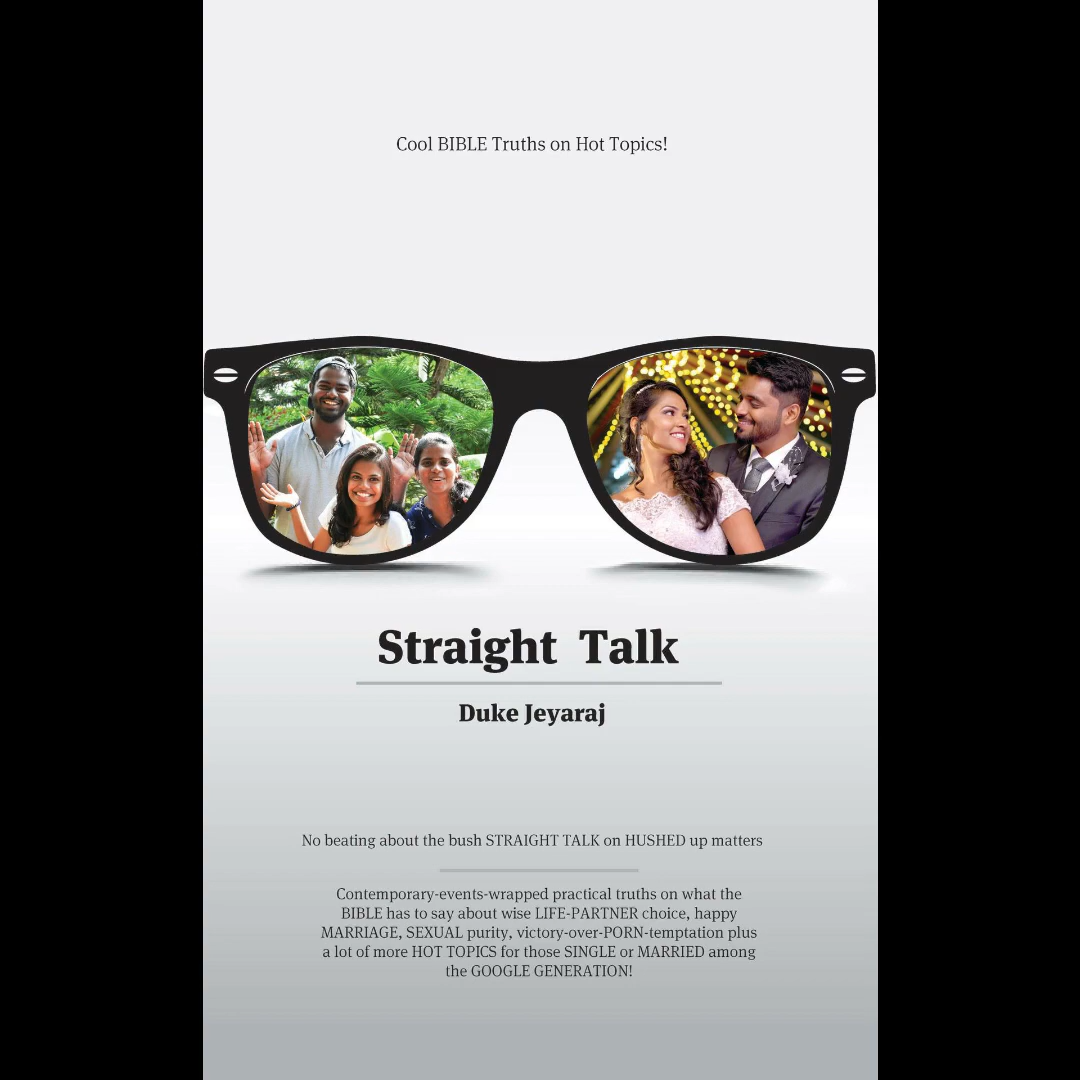 Cool BIBLE Truths on Hot Topics!
Straight Talk
Duke Jeyaraj
No beating about the bush STRAIGHT TALK on HUSHED up matters
Contemporary-events-wrapped practical truths on what the
BIBLE has to say about wise LIFE-PARTNER choice, happy
MARRIAGE, SEXUAL purity, victory-over-PORN-temptation plus
a lot of more HOT TOPICS for those SINGLE or MARRIED among
the GOOGLE GENERATION!